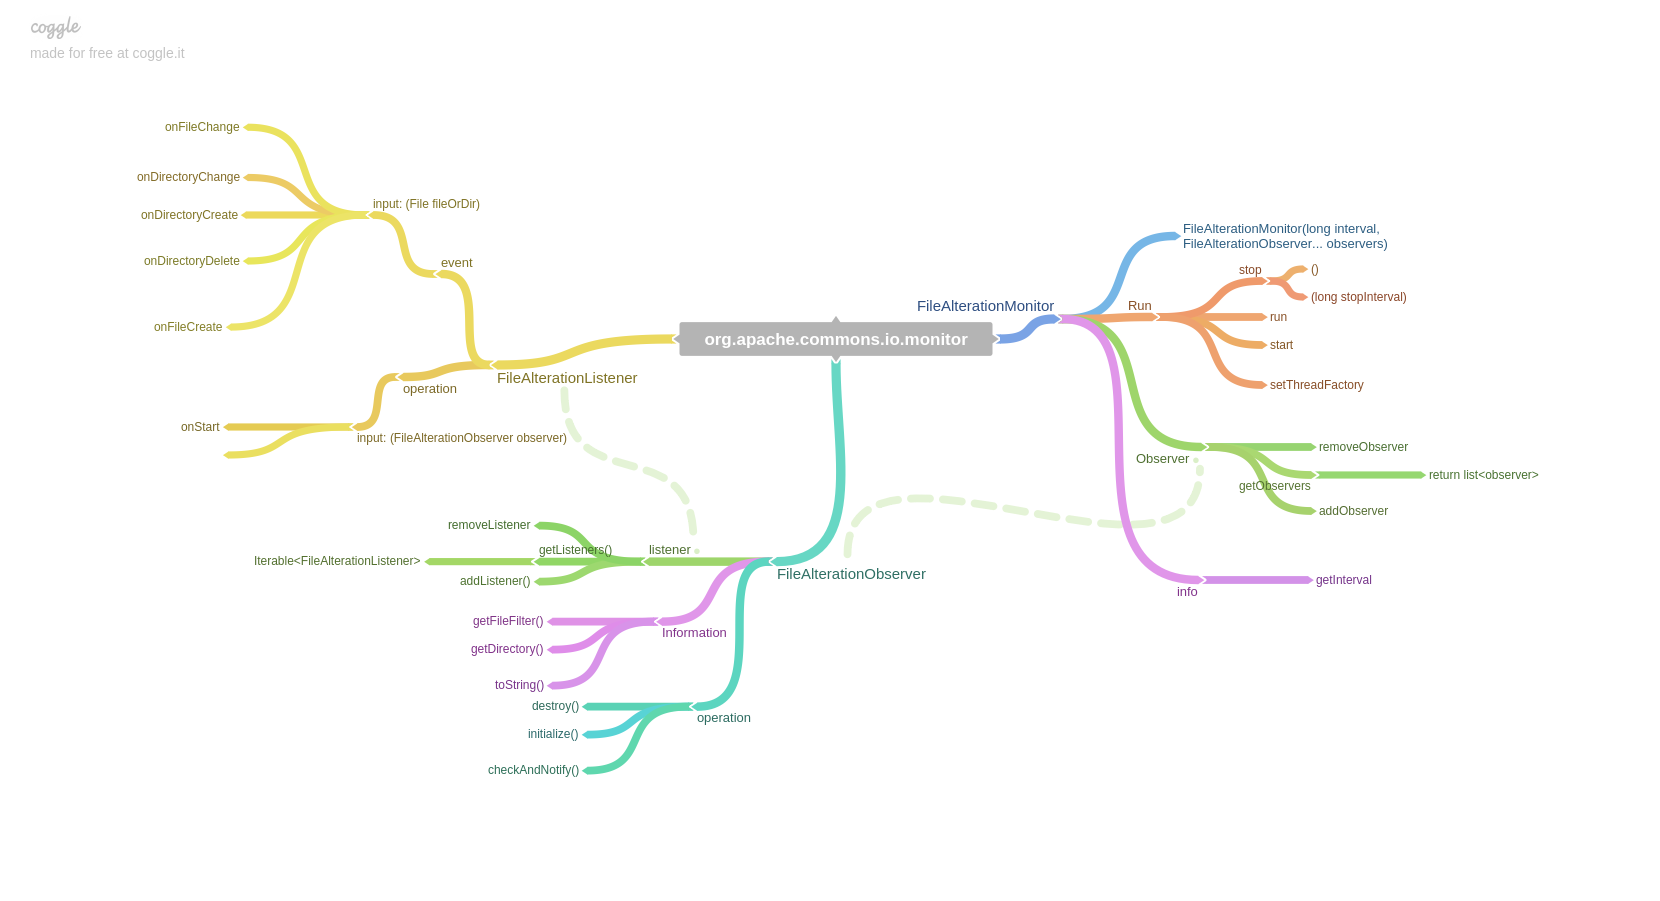 coggle
made for free at coggle.it
org.apache.commons.io.monitor
FileAlterationListener
event
input: (File fileOrDir)
onFileChange
onDirectoryChange
onDirectoryCreate
onDirectoryDelete
onFileCreate
operation
input: (FileAlterationObserver observer)
onStart
FileAlterationMonitor
FileAlterationMonitor(long interval,
FileAlterationObserver... observers)
Run
stop
()
(long stopInterval)
run
start
setThreadFactory
Observer
removeObserver
getObservers
return list<observer>
addObserver
info
getInterval
FileAlterationObserver
listener
removeListener
getListeners()
Iterable<FileAlterationListener>
addListener()
Information
getFileFilter()
getDirectory()
toString()
operation
destroy()
initialize()
checkAndNotify()